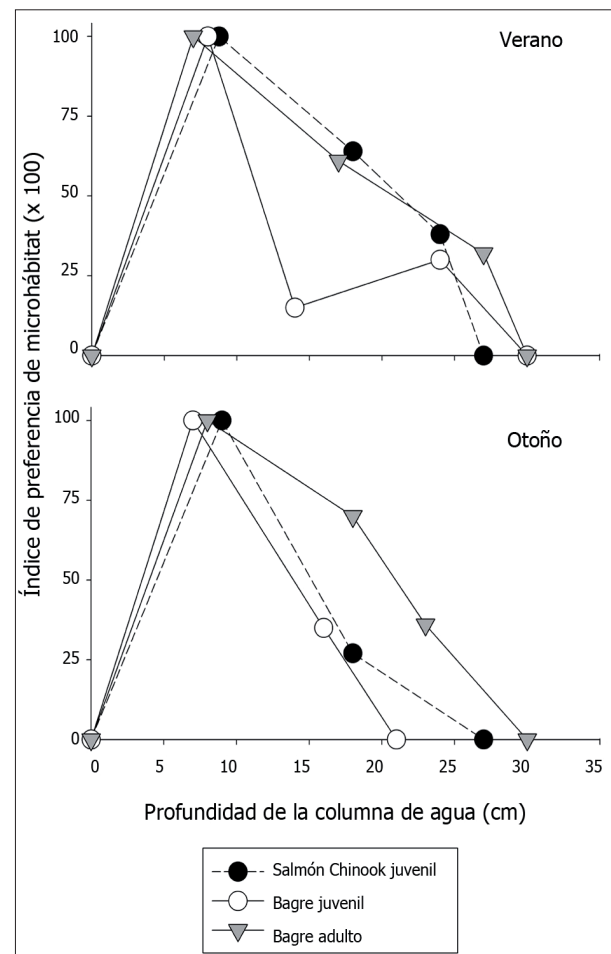 Índice de preferencia de microhábitat (x 100)
Verano
100
75
50
25
0
Otoño
100
75
50
25
0
0 5 10 15 20 25 30 35
Profundidad de la columna de agua (cm)
Salmón Chinook juvenil
Bagre juvenil
Bagre adulto